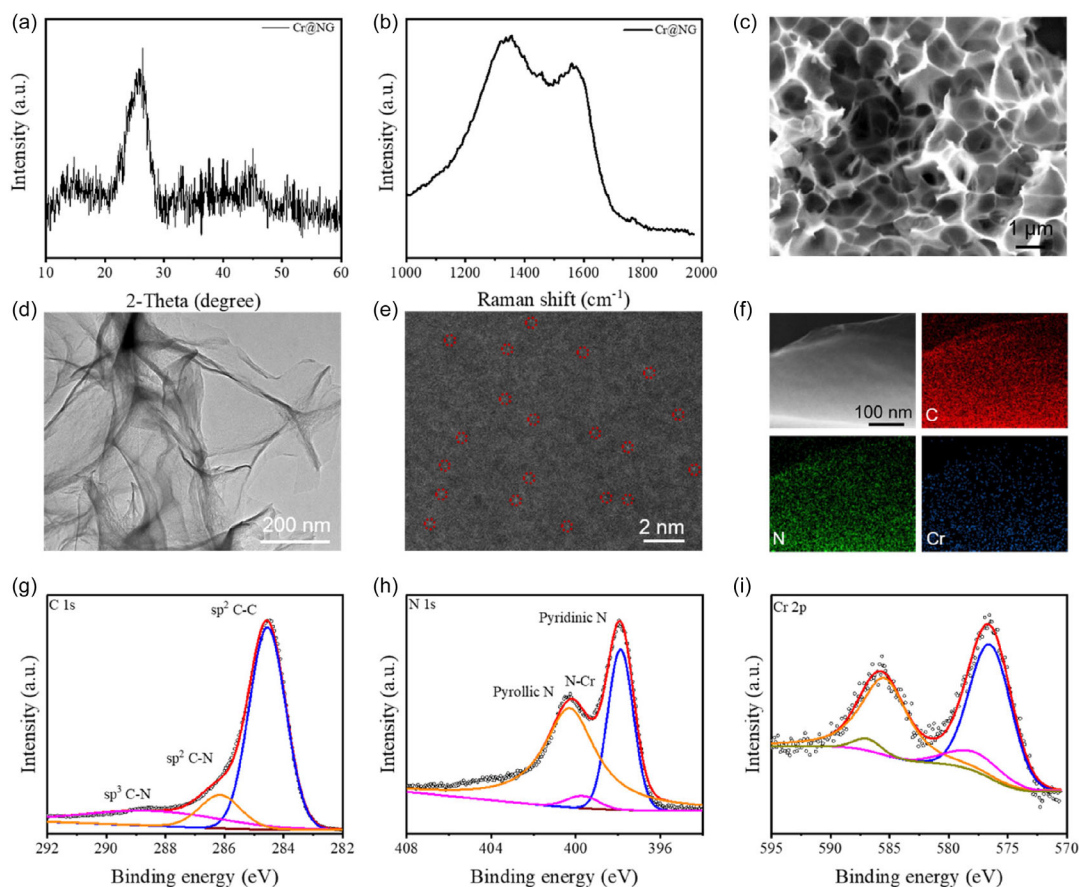 (a)
Cr@NG
Intensity (a.u.)
10 20 30 40 50 60
2-Theta (degree)
(b)
Cr@NG
Intensity (a.u.)
1000 1200 1400 1600 1800 2000
Raman shift (cm⁻¹)
(c)
1 μm
(d)
200 nm
(e)
2 nm
(f)
100 nm
C
N
Cr
(g)
C 1s
sp² C-C
sp² C-N
sp³ C-N
Intensity (a.u.)
292 290 288 286 284 282
Binding energy (eV)
(h)
N 1s
Pyridinic N
N-Cr
Pyrollic N
Intensity (a.u.)
408 404 400 396
Binding energy (eV)
(i)
Cr 2p
Intensity (a.u.)
595 590 585 580 575 570
Binding energy (eV)